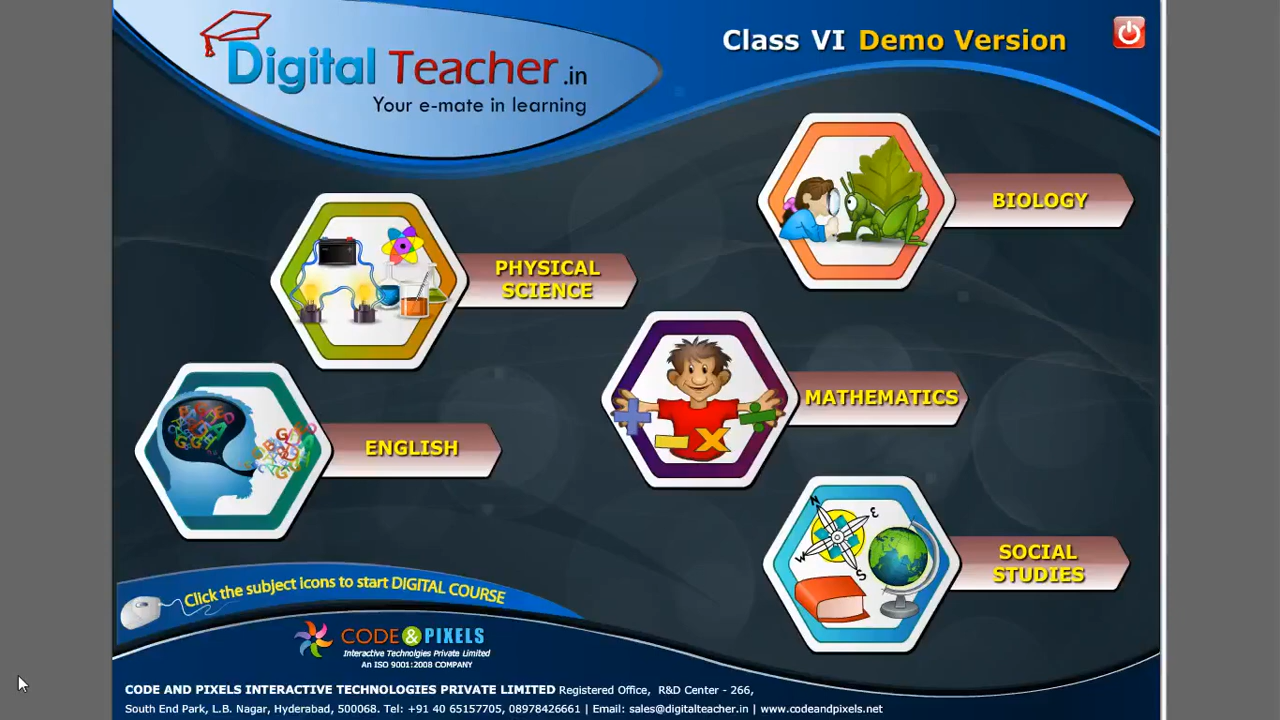 Digital Teacher.in
Your e-mate in learning
Class VI Demo Version
BIOLOGY
PHYSICAL
SCIENCE
MATHEMATICS
ENGLISH
N
E
W
S
SOCIAL
STUDIES
Click the subject icons to start DIGITAL COURSE
CODE & PIXELS
Interactive Technolgies Private Limited
An ISO 9001:2008 COMPANY
CODE AND PIXELS INTERACTIVE TECHNOLOGIES PRIVATE LIMITED Registered Office, R&D Center - 266,
South End Park, L.B. Nagar, Hyderabad, 500068. Tel: +91 40 65157705, 08978426661 | Email: sales@digitalteacher.in | www.codeandpixels.net